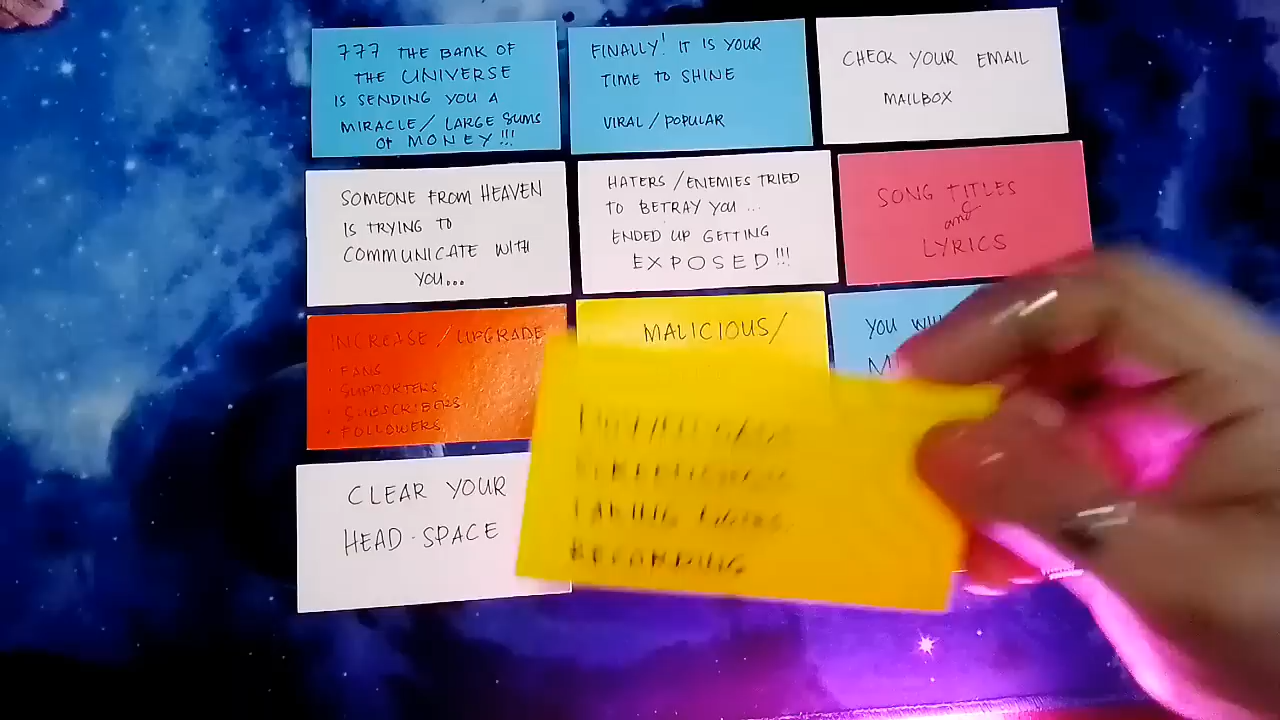 777 THE BANK OF
THE UNIVERSE
IS SENDING YOU A
MIRACLE/ LARGE SUMS
OF MONEY!!!
FINALLY! IT IS YOUR
TIME TO SHINE
VIRAL / POPULAR
CHECK YOUR EMAIL
MAILBOX
SOMEONE FROM HEAVEN
IS TRYING TO
COMMUNICATE WITH
YOU...
HATERS /ENEMIES TRIED
TO BETRAY YOU ...
ENDED UP GETTING
EXPOSED!!!
SONG TITLES
and
LYRICS
INCREASE / UPGRADE
· FANS
· SUPPORTERS
· SUBSCRIBERS
· FOLLOWERS
MALICIOUS/
YOU
CLEAR YOUR
HEAD-SPACE
TAKING NOTES
RECORDING